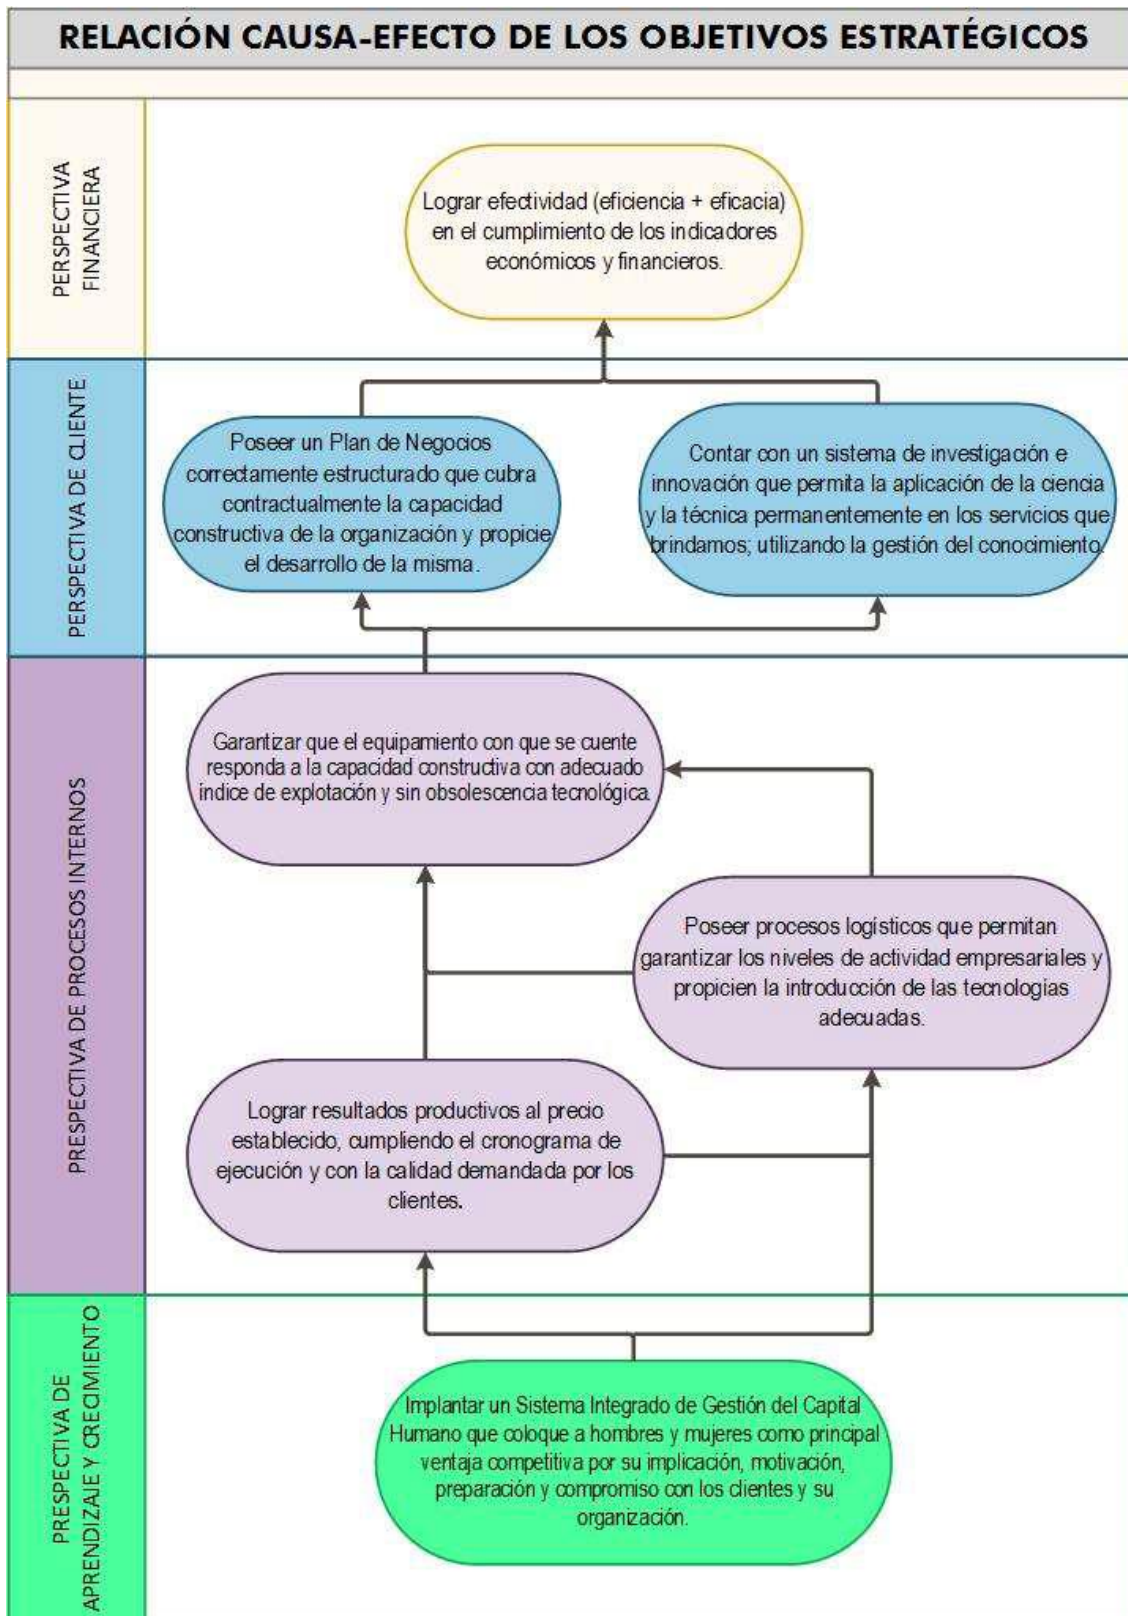 RELACIÓN CAUSA-EFECTO DE LOS OBJETIVOS ESTRATÉGICOS
PERSPECTIVA
FINANCIERA
Lograr efectividad (eficiencia + eficacia)
en el cumplimiento de los indicadores
económicos y financieros.
PERSPECTIVA DE CLIENTE
Poseer un Plan de Negocios
correctamente estructurado que cubra
contractualmente la capacidad
constructiva de la organización y propicie
el desarrollo de la misma.
Contar con un sistema de investigación e
innovación que permita la aplicación de la ciencia
y la técnica permanentemente en los servicios que
brindamos; utilizando la gestión del conocimiento.
PRESPECTIVA DE PROCESOS INTERNOS
Garantizar que el equipamiento con que se cuente
responda a la capacidad constructiva con adecuado
índice de explotación y sin obsolescencia tecnológica.
Poseer procesos logísticos que permitan
garantizar los niveles de actividad empresariales y
propicien la introducción de las tecnologías
adecuadas.
Lograr resultados productivos al precio
establecido, cumpliendo el cronograma de
ejecución y con la calidad demandada por los
clientes.
PRESPECTIVA DE
APRENDIZAJE Y CRECIMIENTO
Implantar un Sistema Integrado de Gestión del Capital
Humano que coloque a hombres y mujeres como principal
ventaja competitiva por su implicación, motivación,
preparación y compromiso con los clientes y su
organización.